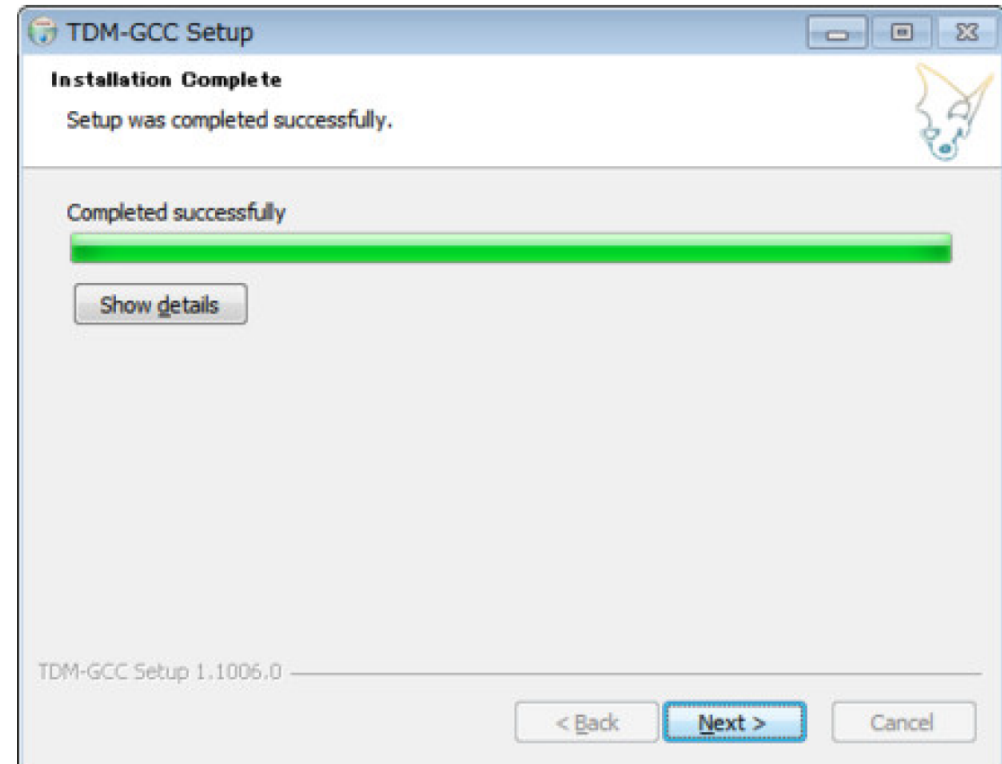 TDM-GCC Setup
Installation Complete
Setup was completed successfully.
Completed successfully
Show details
TDM-GCC Setup 1.1006.0
< Back Next > Cancel